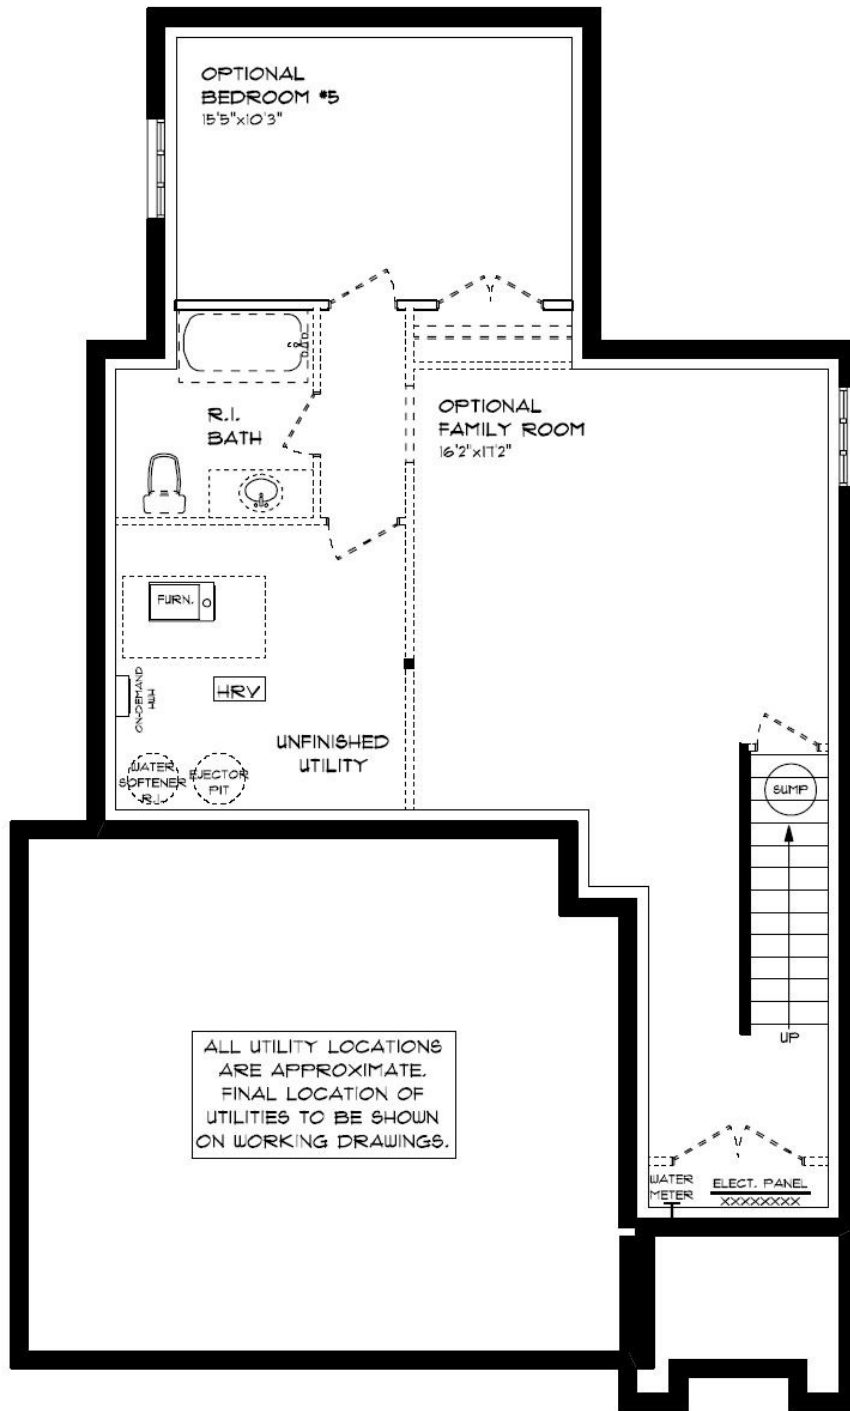 OPTIONAL
BEDROOM #5
15'5"x10'3"
R.I.
BATH
OPTIONAL
FAMILY ROOM
16'2"x17'2"
FURN.
ON-DEMAND
HWH
HRV
UNFINISHED
UTILITY
WATER
SOFTENER
R.I.
EJECTOR
PIT
SUMP
UP
ALL UTILITY LOCATIONS
ARE APPROXIMATE.
FINAL LOCATION OF
UTILITIES TO BE SHOWN
ON WORKING DRAWINGS.
WATER
METER
ELECT. PANEL
XXXXXXXX